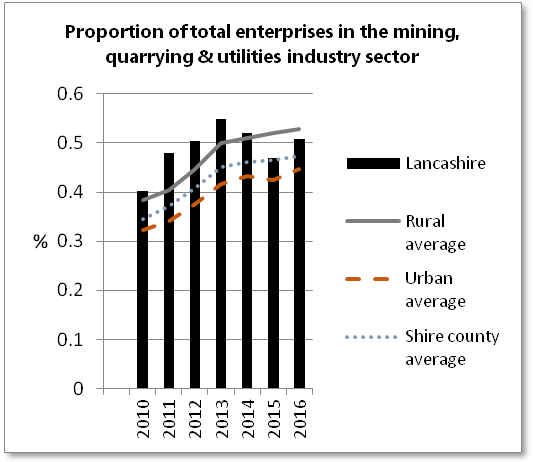 Proportion of total enterprises in the mining,
quarrying & utilities industry sector
0.6
0.5
0.4
0.3
0.2
0.1
0
%
2010
2011
2012
2013
2014
2015
2016
Lancashire
Rural
average
Urban
average
Shire county
average